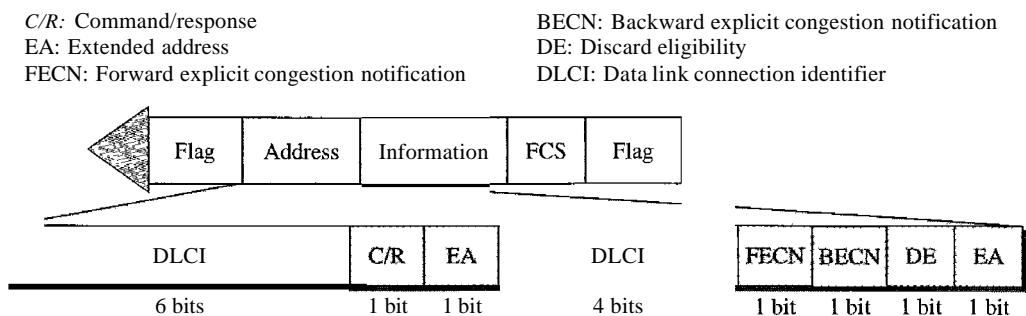 C/R: Command/response
EA: Extended address
FECN: Forward explicit congestion notification
BECN: Backward explicit congestion notification
DE: Discard eligibility
DLCI: Data link connection identifier
Flag Address Information FCS Flag
DLCI C/R EA DLCI FECN BECN DE EA
6 bits 1 bit 1 bit 4 bits 1 bit 1 bit 1 bit 1 bit